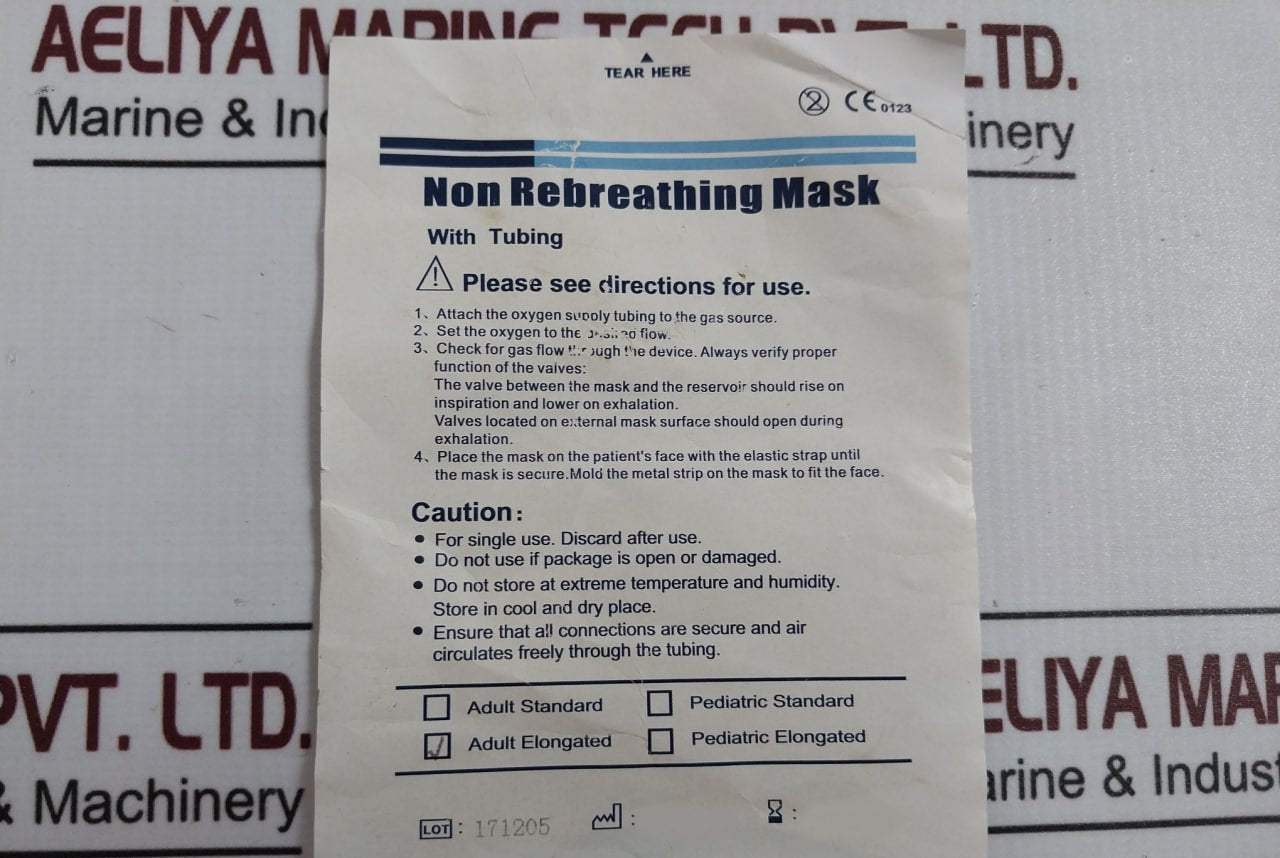 AELIYA MARINE TECH PVT. LTD.
Marine & Ind
inery
TEAR HERE
2 CE 0123
Non Rebreathing Mask
With Tubing
Please see directions for use.
1、Attach the oxygen supply tubing to the gas source.
2、Set the oxygen to the flow.
3、Check for gas flow through the device. Always verify proper
function of the valves:
The valve between the mask and the reservoir should rise on
inspiration and lower on exhalation.
Valves located on external mask surface should open during
exhalation.
4、Place the mask on the patient's face with the elastic strap until
the mask is secure.Mold the metal strip on the mask to fit the face.
Caution:
• For single use. Discard after use.
• Do not use if package is open or damaged.
• Do not store at extreme temperature and humidity.
Store in cool and dry place.
• Ensure that all connections are secure and air
circulates freely through the tubing.
Adult Standard
Pediatric Standard
Adult Elongated
Pediatric Elongated
LOT : 171205
:
:
PVT. LTD.
& Machinery
ELIYA MAR
arine & Indust